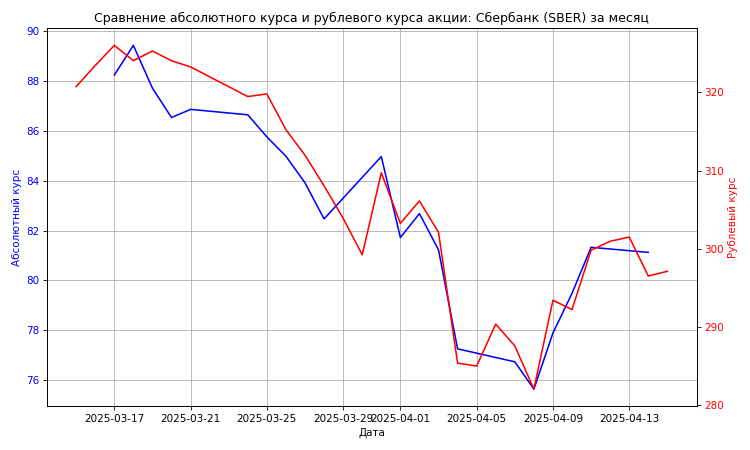 Сравнение абсолютного курса и рублевого курса акции: Сбербанк (SBER) за месяц
90
88
86
84
82
80
78
76
Абсолютный курс
320
310
300
290
280
Рублевый курс
2025-03-17 2025-03-21 2025-03-25 2025-03-29 2025-04-01 2025-04-05 2025-04-09 2025-04-13
Дата